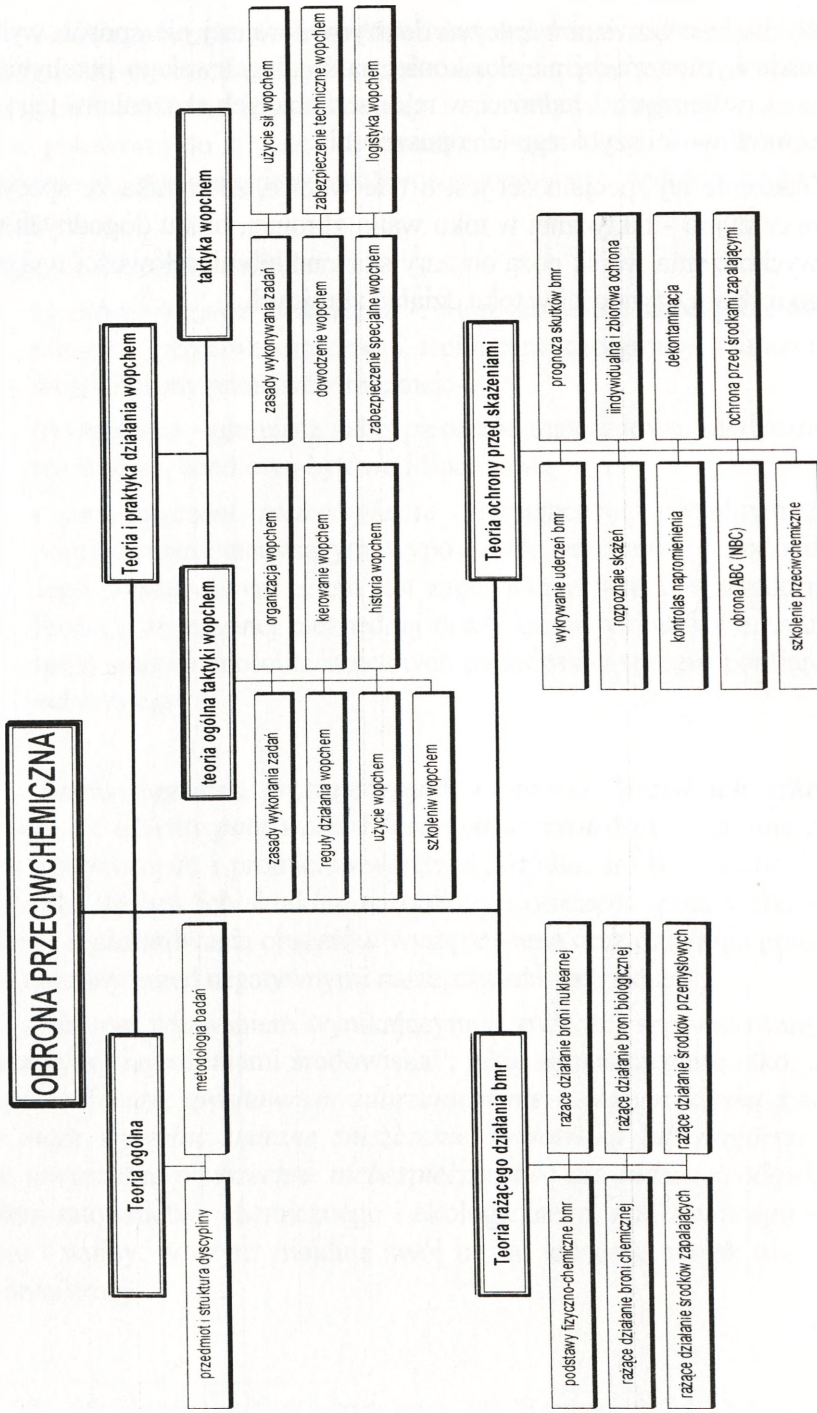 OBRONA PRZECIWCHEMICZNA
Teoria ogólna
przedmiot i struktura dyscypliny
metodologia badań
Teoria i praktyka działania wopchem
teoria ogólna taktyki wopchem
zasady wykonania zadań
organizacja wopchem
reguły działania wopchem
kierowanie wopchem
użycie wopchem
historia wopchem
szkoleniw wopchem
taktyka wopchem
zasady wykonywania zadań
użycie sił wopchem
dowodzenie wopchem
zabezpieczenie techniczne wopchem
zabezpieczenie specjalne wopchem
logistyka wopchem
Teoria rażącego działania bmr
podstawy fizyczno-chemiczne bmr
rażące działanie broni nuklearnej
rażące działanie broni chemicznej
rażące działanie broni biologicznej
rażące działanie środków zapalających
rażące działanie środków przemysłowych
Teoria ochrony przed skażeniami
wykrywanie uderzeń bmr
prognoza skutków bmr
rozpoznaie skażeń
iindywidualna i zbiorowa ochrona
kontrolas napromienienia
dekontaminacja
obrona ABC (NBC)
ochrona przed środkami zapalającymi
szkolenie przeciwchemiczne